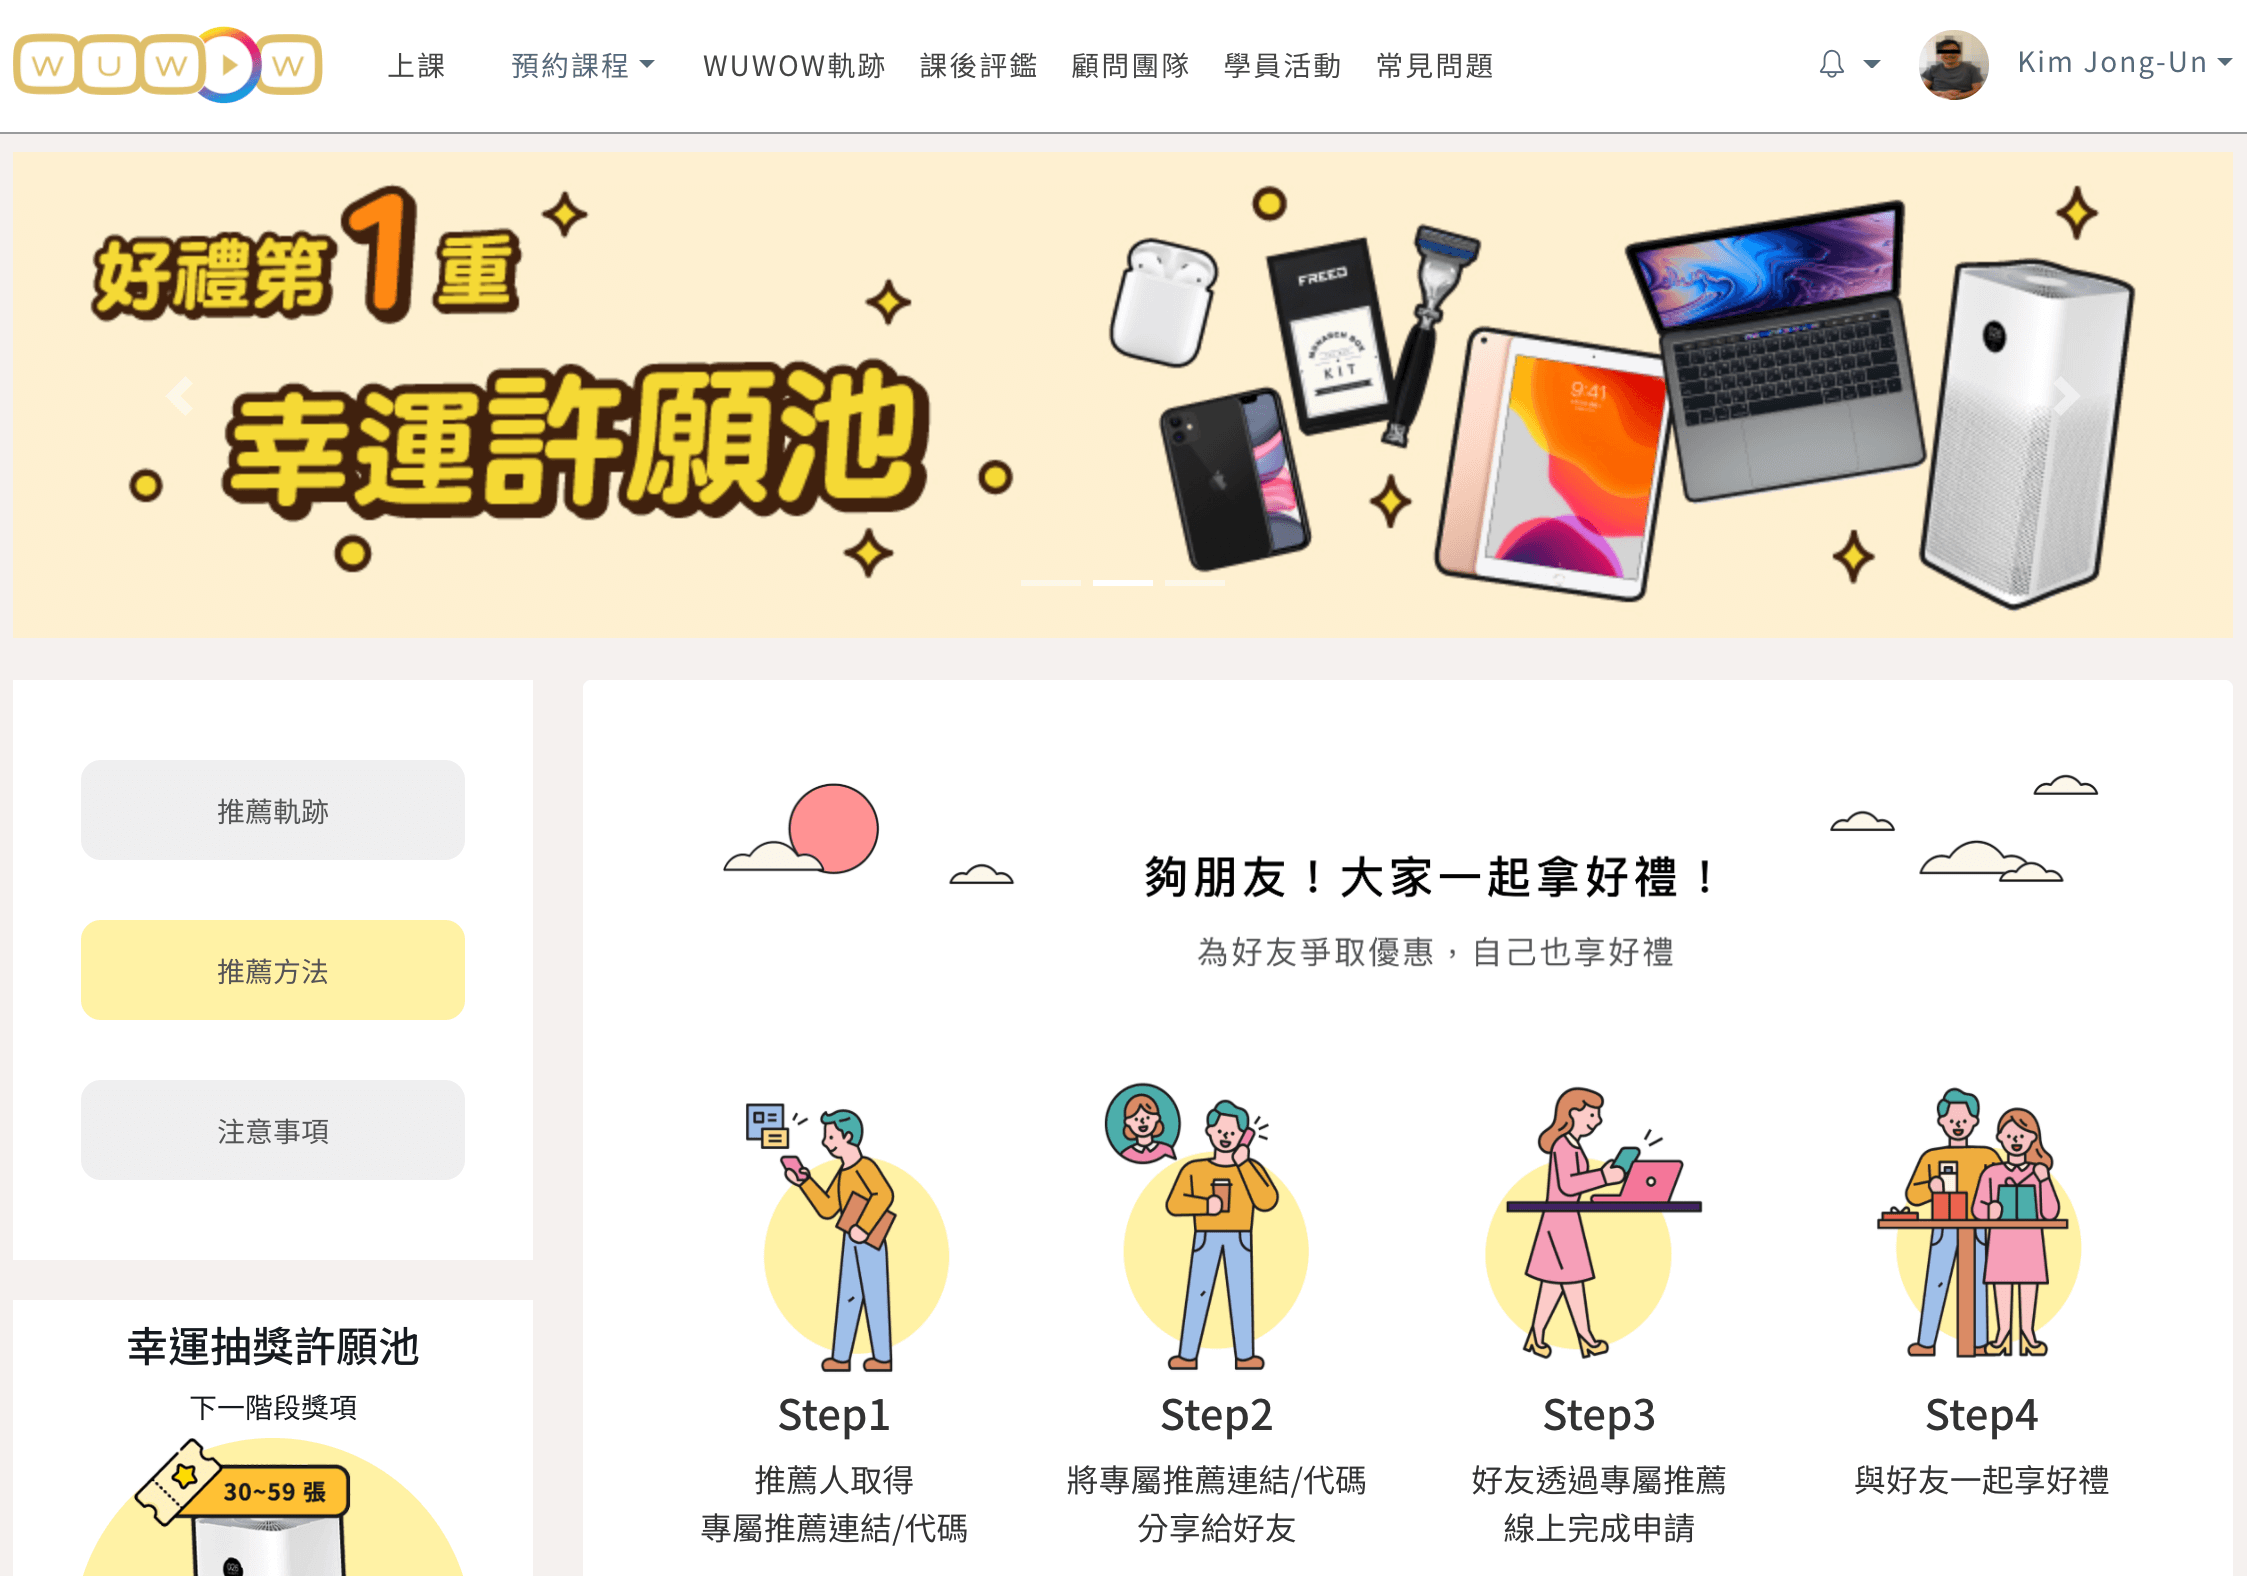 WUWOW
上課
預約課程
WUWOW軌跡
課後評鑑
顧問團隊
學員活動
常見問題
Kim Jong-Un
好禮第1重
幸運許願池
FREED
MONARCH BOX
KIT
9:41
推薦軌跡
推薦方法
注意事項
幸運抽獎許願池
下一階段獎項
30~59 張
夠朋友！大家一起拿好禮！
為好友爭取優惠，自己也享好禮
Step1
推薦人取得
專屬推薦連結/代碼
Step2
將專屬推薦連結/代碼
分享給好友
Step3
好友透過專屬推薦
線上完成申請
Step4
與好友一起享好禮